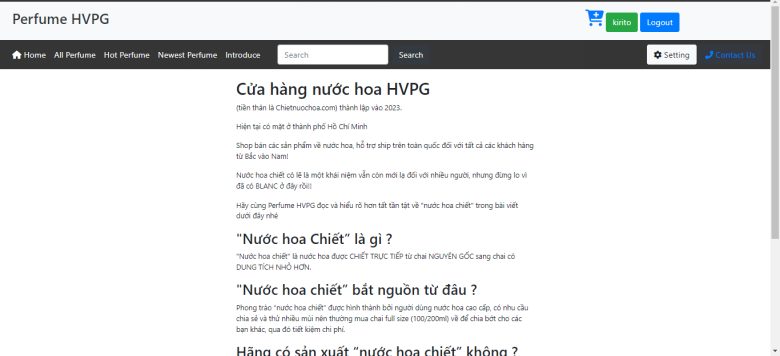 Perfume HVPG
kirito
Logout
Home
All Perfume
Hot Perfume
Newest Perfume
Introduce
Search
Search
Setting
Contact Us
Cửa hàng nước hoa HVPG
(tiền thân là Chietnuochoa.com) thành lập vào 2023.
Hiện tại có mặt ở thành phố Hồ Chí Minh
Shop bán các sản phẩm về nước hoa, hỗ trợ ship trên toàn quốc đối với tất cả các khách hàng
từ Bắc vào Nam!
Nước hoa chiết có lẽ là một khái niệm vẫn còn mới lạ đối với nhiều người, nhưng đừng lo vì
đã có BLANC ở đây rồi!!
Hãy cùng Perfume HVPG đọc và hiểu rõ hơn tất tần tật về "nước hoa chiết" trong bài viết
dưới đây nhé
"Nước hoa Chiết" là gì ?
"Nước hoa chiết" là nước hoa được CHIẾT TRỰC TIẾP từ chai NGUYÊN GỐC sang chai có
DUNG TÍCH NHỎ HƠN.
"Nước hoa chiết" bắt nguồn từ đâu ?
Phong trào "nước hoa chiết" được hình thành bởi người dùng nước hoa cao cấp, có nhu cầu
chia sẻ và thử nhiều mùi nên thường mua chai full size (100/200ml) về để chia bớt cho các
bạn khác, qua đó tiết kiệm chi phí.
Hãng có sản xuất "nước hoa chiết" không ?